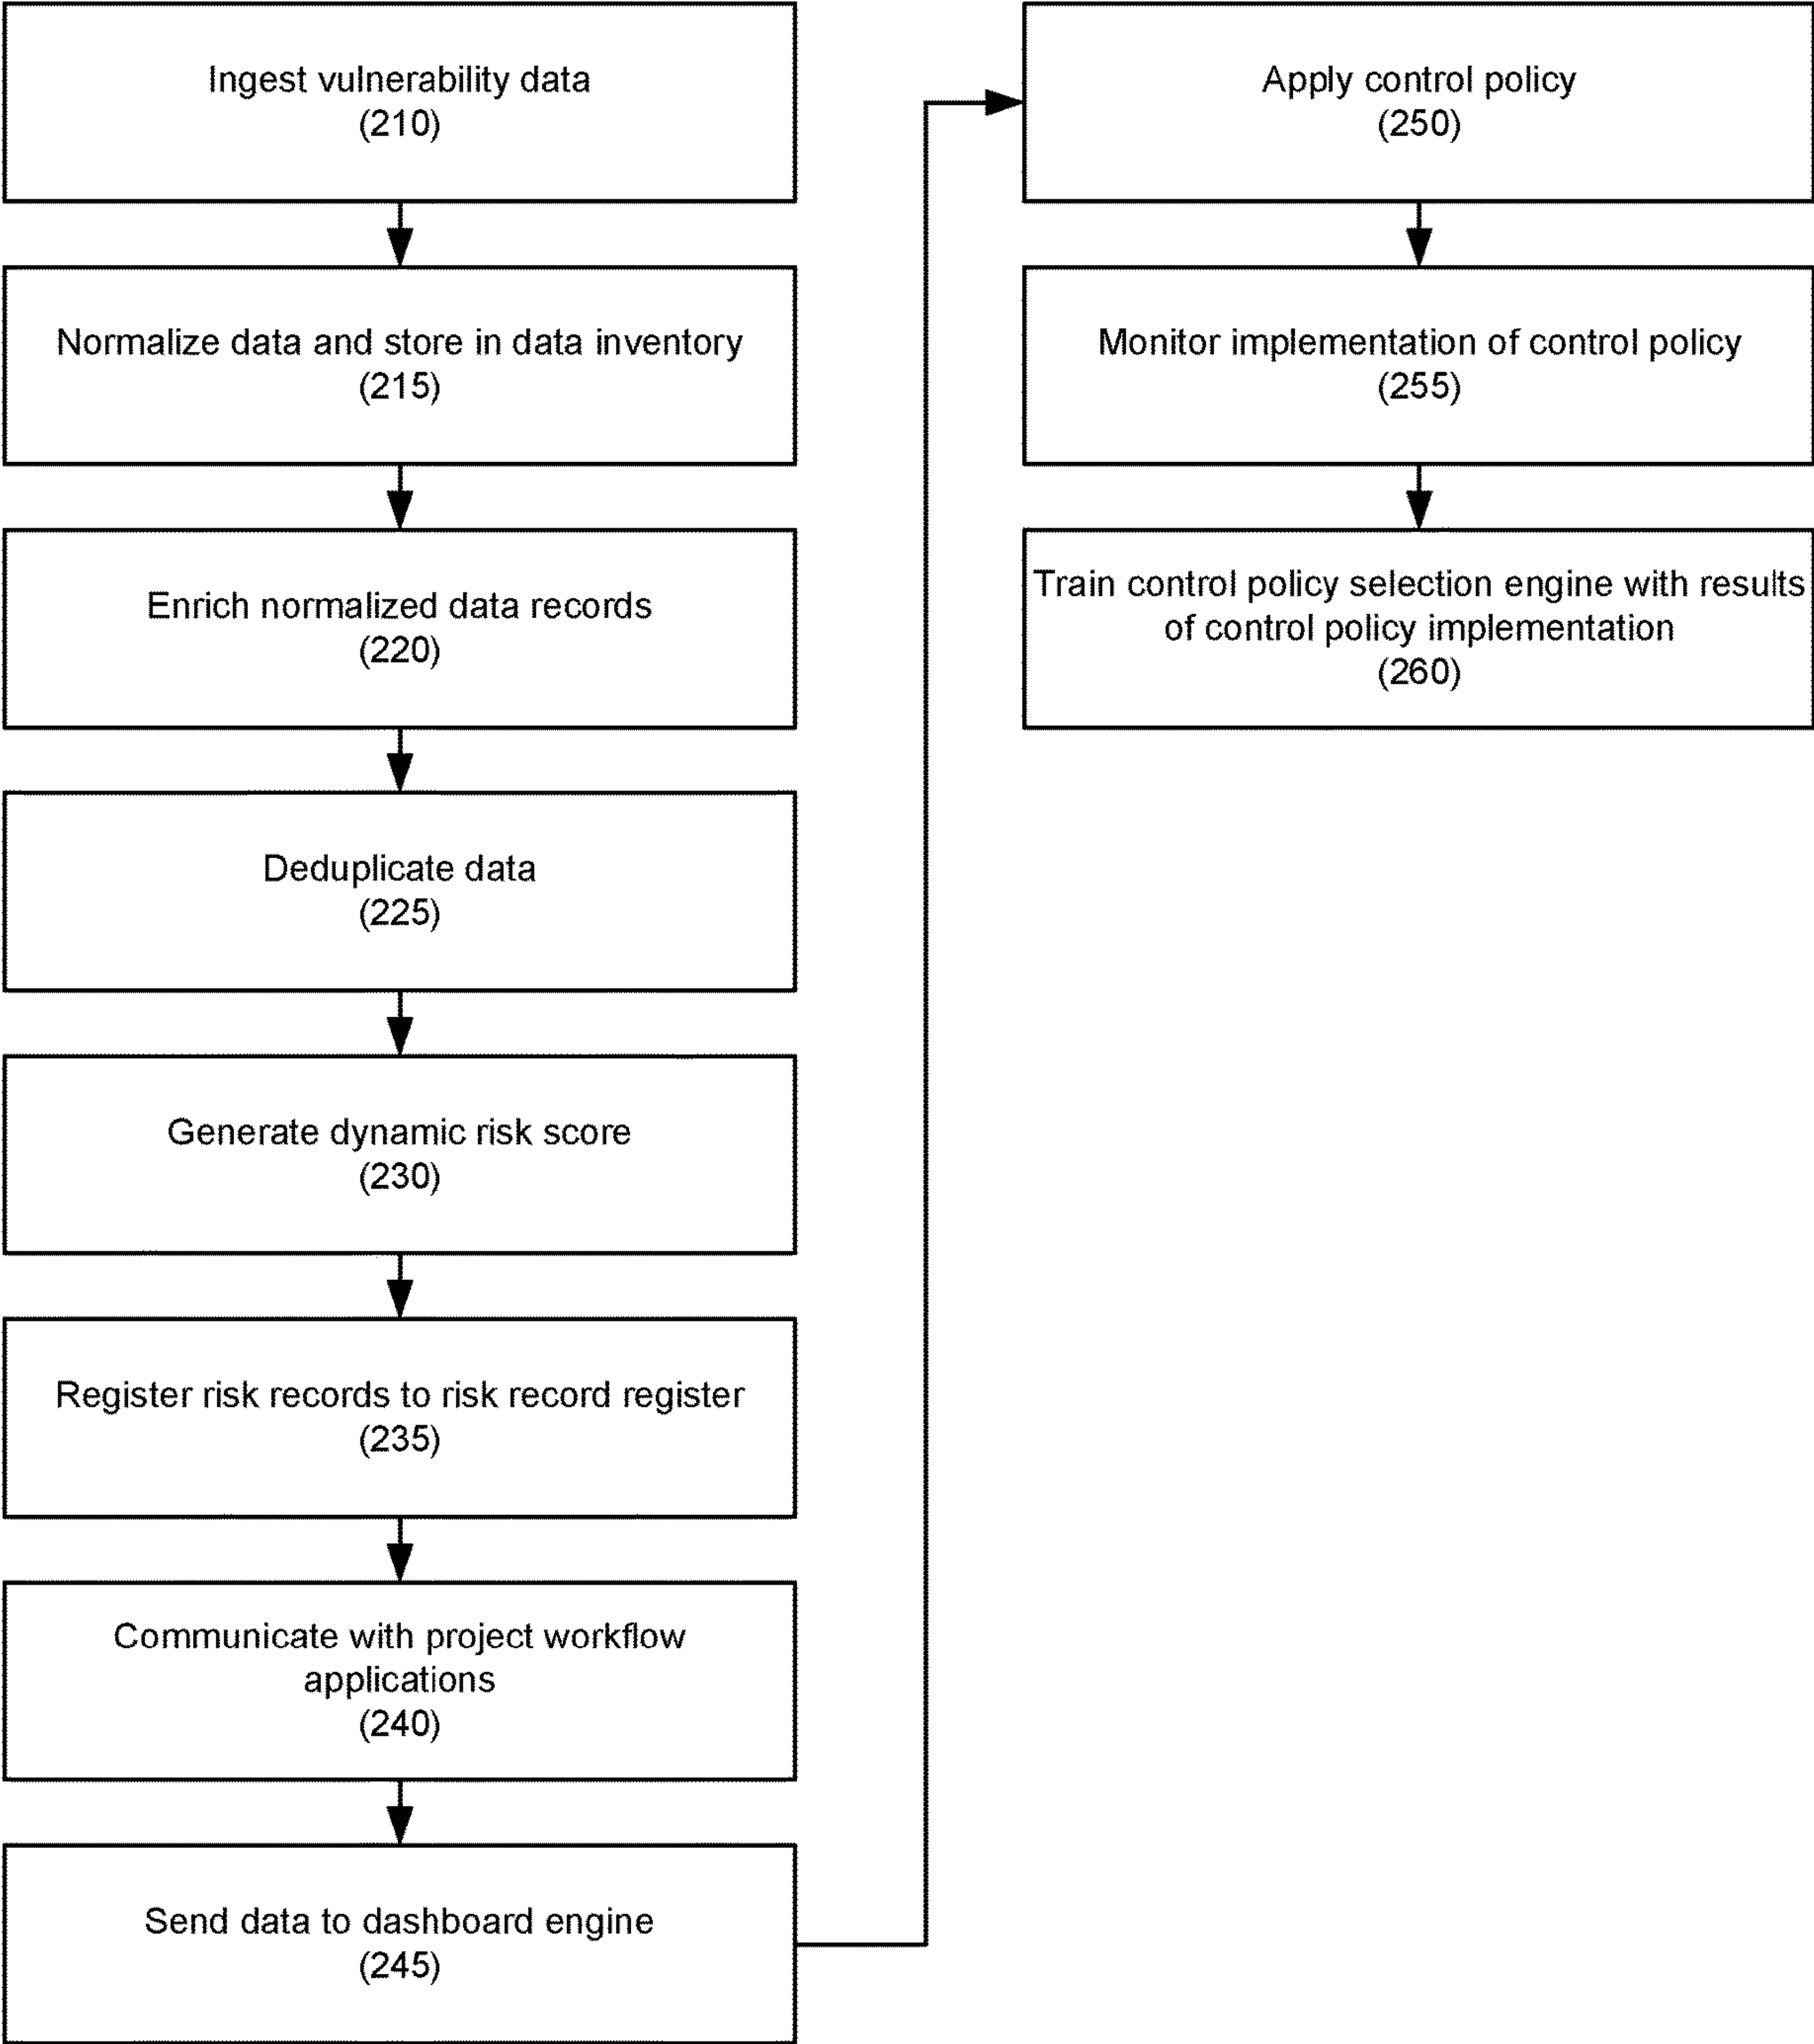 Ingest vulnerability data
(210)
Normalize data and store in data inventory
(215)
Enrich normalized data records
(220)
Deduplicate data
(225)
Generate dynamic risk score
(230)
Register risk records to risk record register
(235)
Communicate with project workflow
applications
(240)
Send data to dashboard engine
(245)
Apply control policy
(250)
Monitor implementation of control policy
(255)
Train control policy selection engine with results
of control policy implementation
(260)